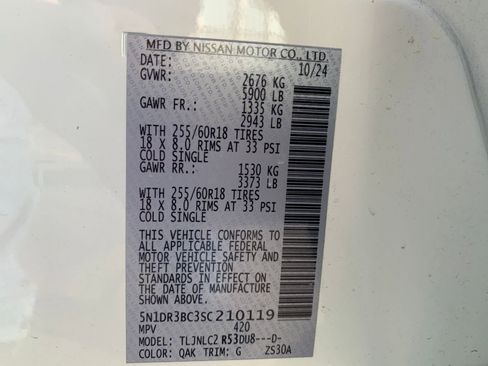 MFD BY NISSAN MOTOR CO., LTD.
DATE: 10/24
GVWR: 2676 KG
5900 LB
GAWR FR.: 1335 KG
2943 LB
WITH 255/60R18 TIRES
18 X 8.0 RIMS AT 33 PSI
COLD SINGLE
GAWR RR.: 1530 KG
3373 LB
WITH 255/60R18 TIRES
18 X 8.0 RIMS AT 33 PSI
COLD SINGLE
THIS VEHICLE CONFORMS TO
ALL APPLICABLE FEDERAL
MOTOR VEHICLE SAFETY AND
THEFT PREVENTION
STANDARDS IN EFFECT ON
THE DATE OF MANUFACTURE
SHOWN ABOVE.
5N1DR3BC3SC210119
MPV 420
MODEL: TLJNLC2 R53DU8---D-
COLOR: QAK TRIM: G ZS30A